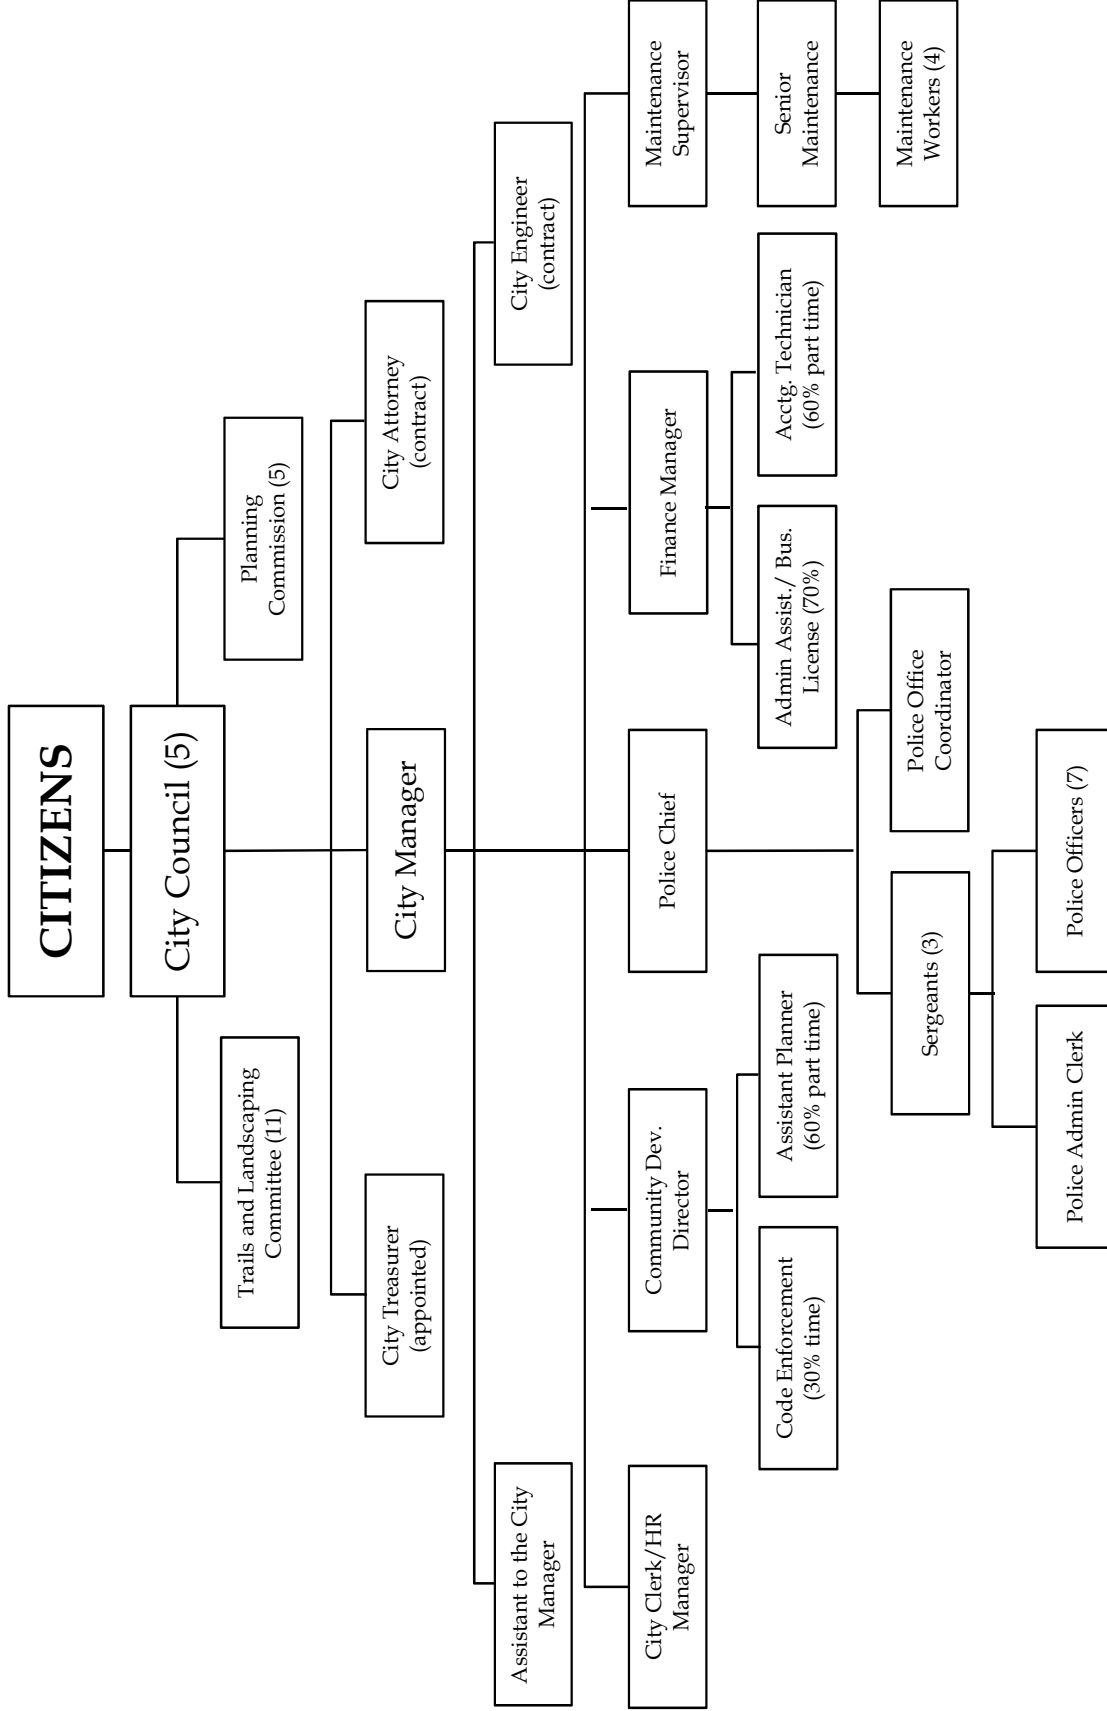 CITIZENS
City Council (5)
Trails and Landscaping
Committee (11)
Planning
Commission (5)
City Treasurer
(appointed)
City Manager
City Attorney
(contract)
Assistant to the City
Manager
City Engineer
(contract)
City Clerk/HR
Manager
Community Dev.
Director
Police Chief
Finance Manager
Maintenance
Supervisor
Code Enforcement
(30% time)
Assistant Planner
(60% part time)
Admin Assist./ Bus.
License (70%)
Acctg. Technician
(60% part time)
Senior
Maintenance
Sergeants (3)
Police Office
Coordinator
Maintenance
Workers (4)
Police Admin Clerk
Police Officers (7)